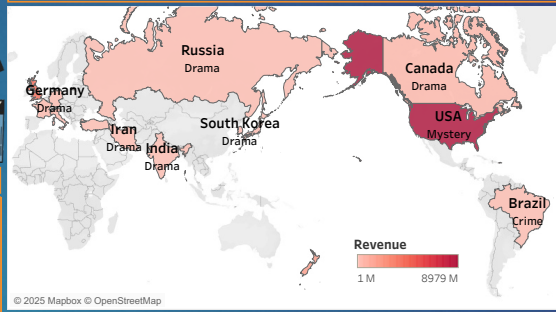 Russia
Drama
Canada
Drama
Germany
Drama
USA
Mystery
Iran
Drama
South Korea
Drama
India
Drama
Brazil
Crime
Revenue
1 M
8979 M
© 2025 Mapbox © OpenStreetMap